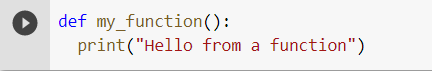 def my_function():
  print("Hello from a function")